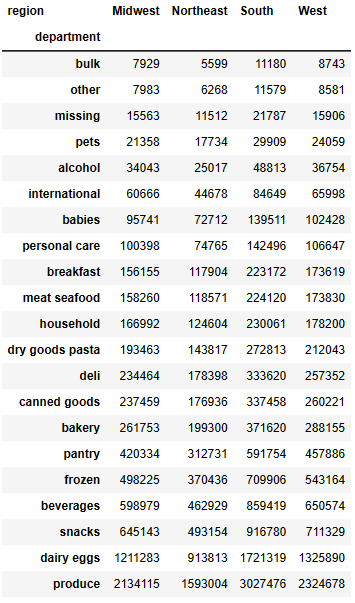 region Midwest Northeast South West
department
bulk 7929 5599 11180 8743
other 7983 6268 11579 8581
missing 15563 11512 21787 15906
pets 21358 17734 29909 24059
alcohol 34043 25017 48813 36754
international 60666 44678 84649 65998
babies 95741 72712 139511 102428
personal care 100398 74765 142496 106647
breakfast 156155 117904 223172 173619
meat seafood 158260 118571 224120 173830
household 166992 124604 230061 178200
dry goods pasta 193463 143817 272813 212043
deli 234464 178398 333620 257352
canned goods 237459 176936 337458 260221
bakery 261753 199300 371620 288155
pantry 420334 312731 591754 457886
frozen 498225 370436 709906 543164
beverages 598979 462929 859419 650574
snacks 645143 493154 916780 711329
dairy eggs 1211283 913813 1721319 1325890
produce 2134115 1593004 3027476 2324678